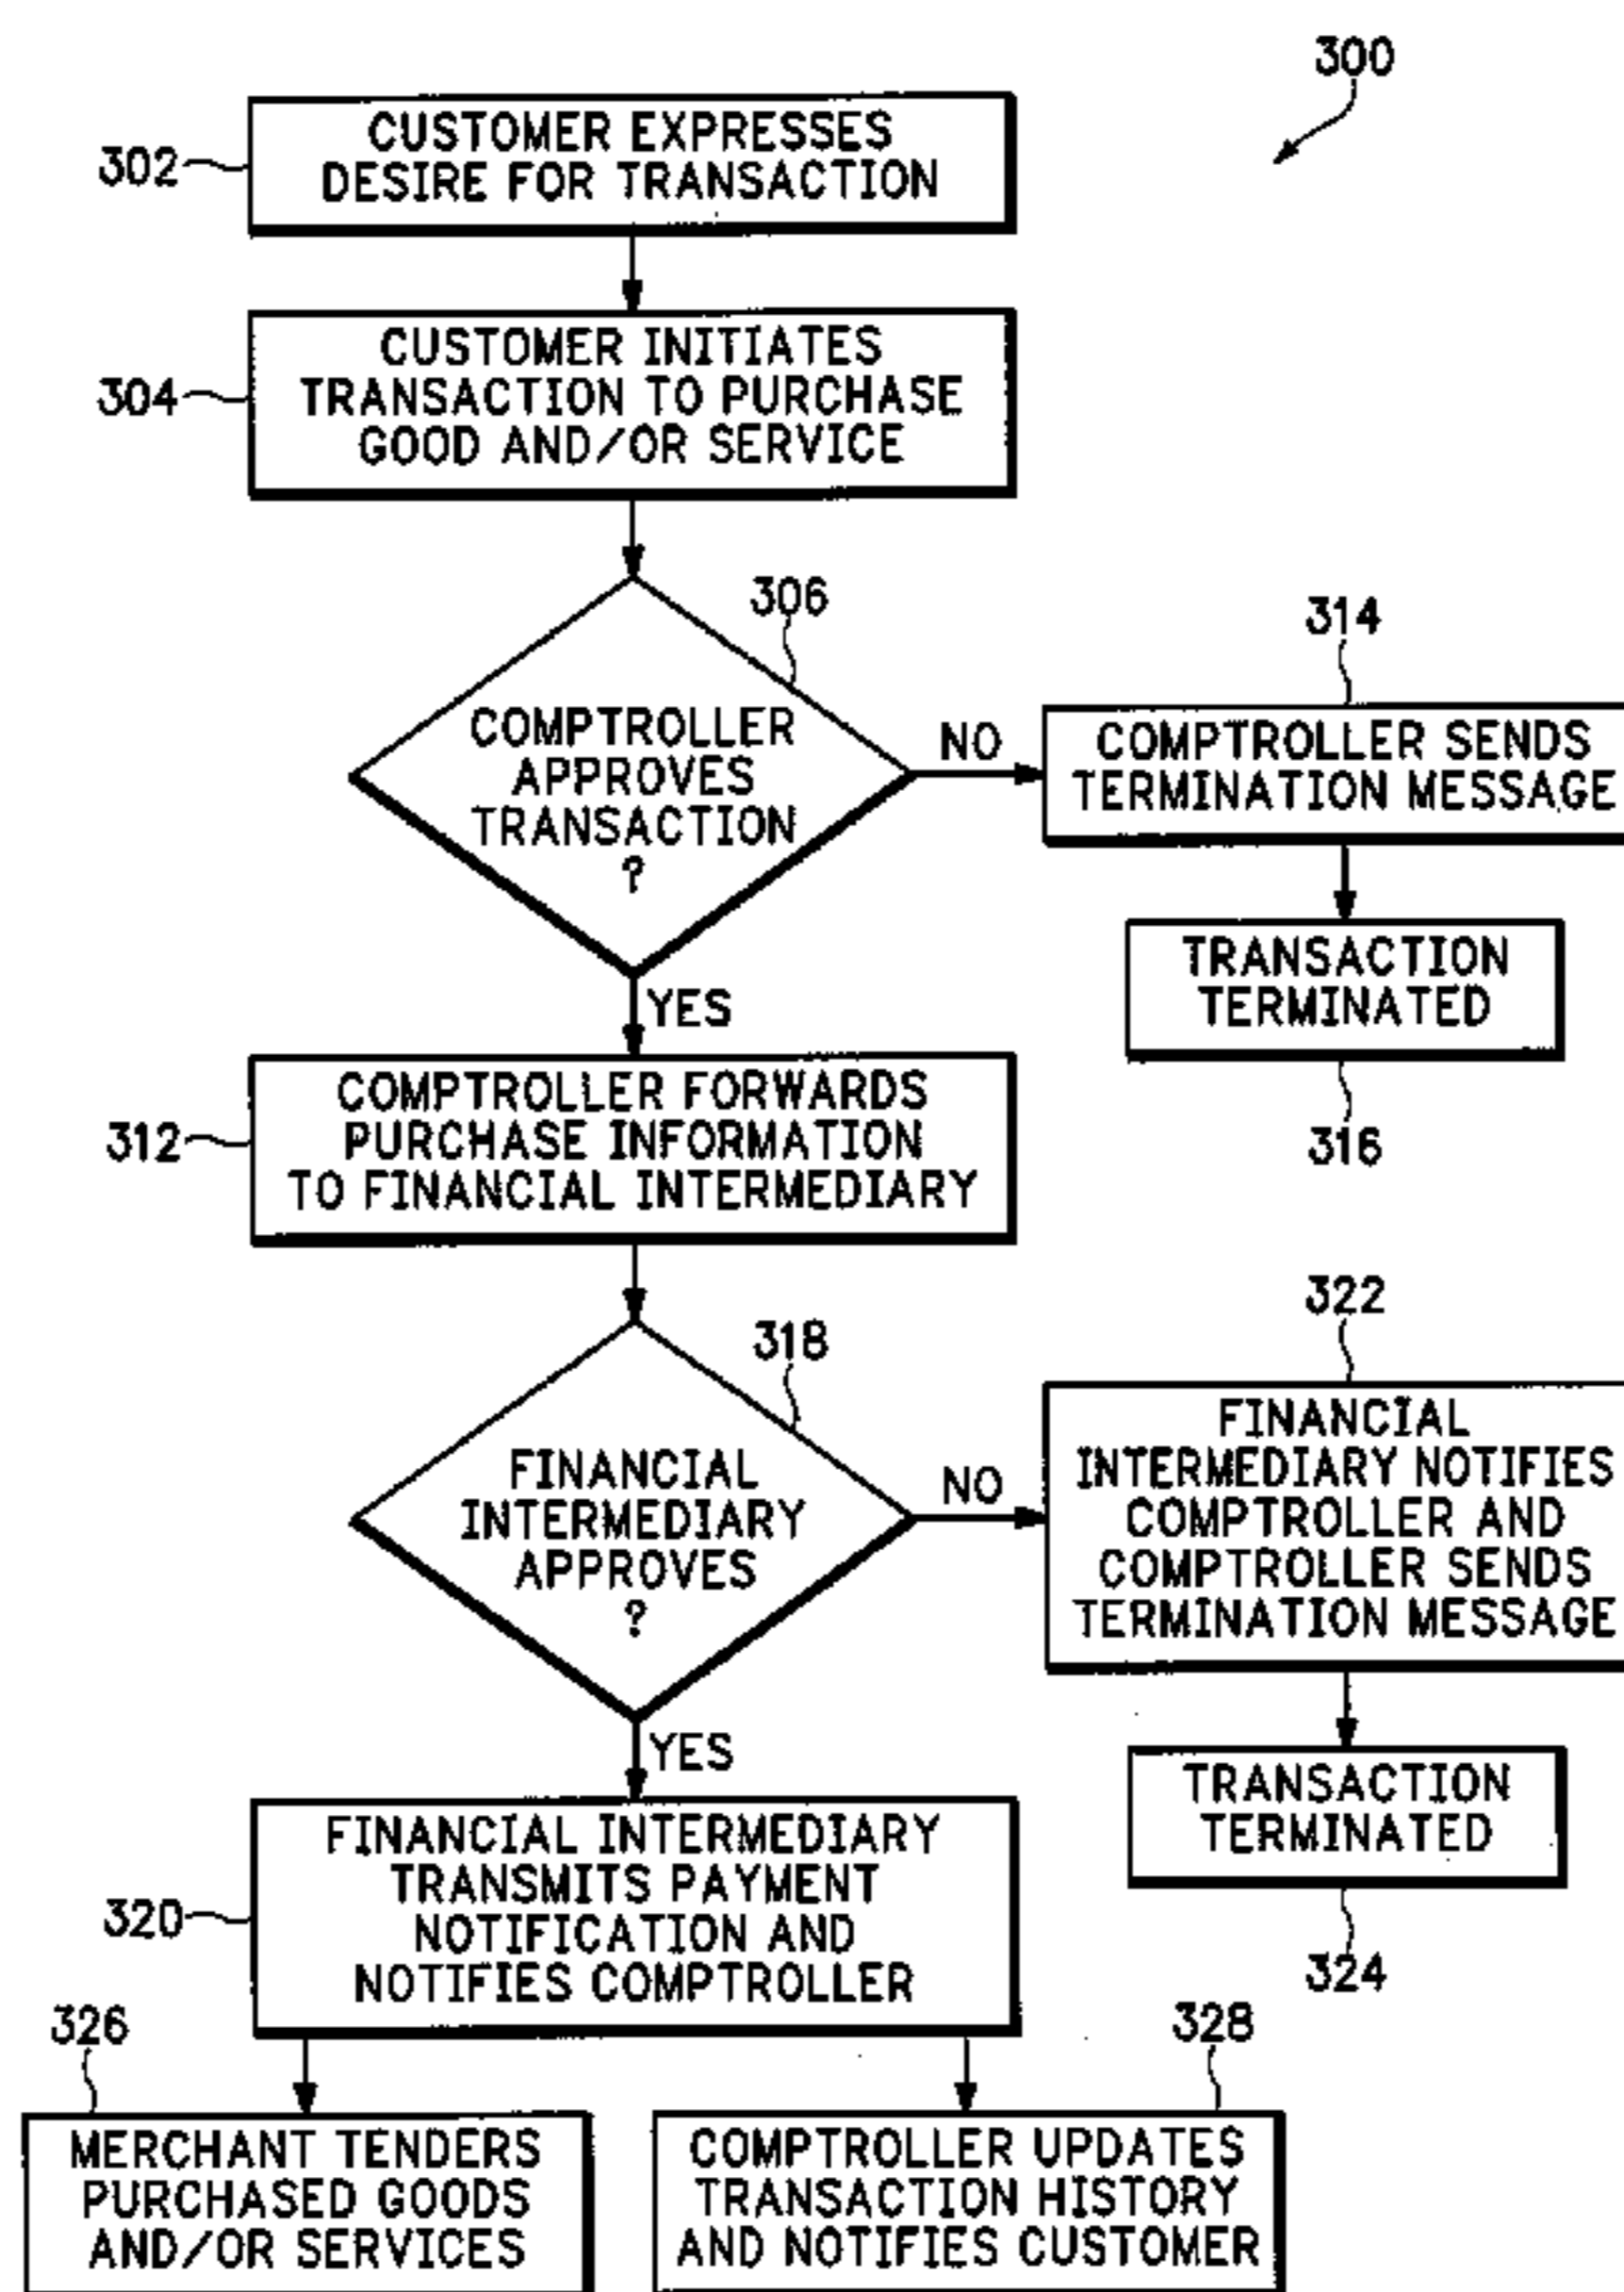 300
302
CUSTOMER EXPRESSES
DESIRE FOR TRANSACTION
304
CUSTOMER INITIATES
TRANSACTION TO PURCHASE
GOOD AND/OR SERVICE
306
COMPTROLLER
APPROVES
TRANSACTION
?
NO
314
COMPTROLLER SENDS
TERMINATION MESSAGE
TRANSACTION
TERMINATED
316
YES
312
COMPTROLLER FORWARDS
PURCHASE INFORMATION
TO FINANCIAL INTERMEDIARY
318
FINANCIAL
INTERMEDIARY
APPROVES
?
NO
322
FINANCIAL
INTERMEDIARY NOTIFIES
COMPTROLLER AND
COMPTROLLER SENDS
TERMINATION MESSAGE
TRANSACTION
TERMINATED
324
YES
320
FINANCIAL INTERMEDIARY
TRANSMITS PAYMENT
NOTIFICATION AND
NOTIFIES COMPTROLLER
326
MERCHANT TENDERS
PURCHASED GOODS
AND/OR SERVICES
328
COMPTROLLER UPDATES
TRANSACTION HISTORY
AND NOTIFIES CUSTOMER